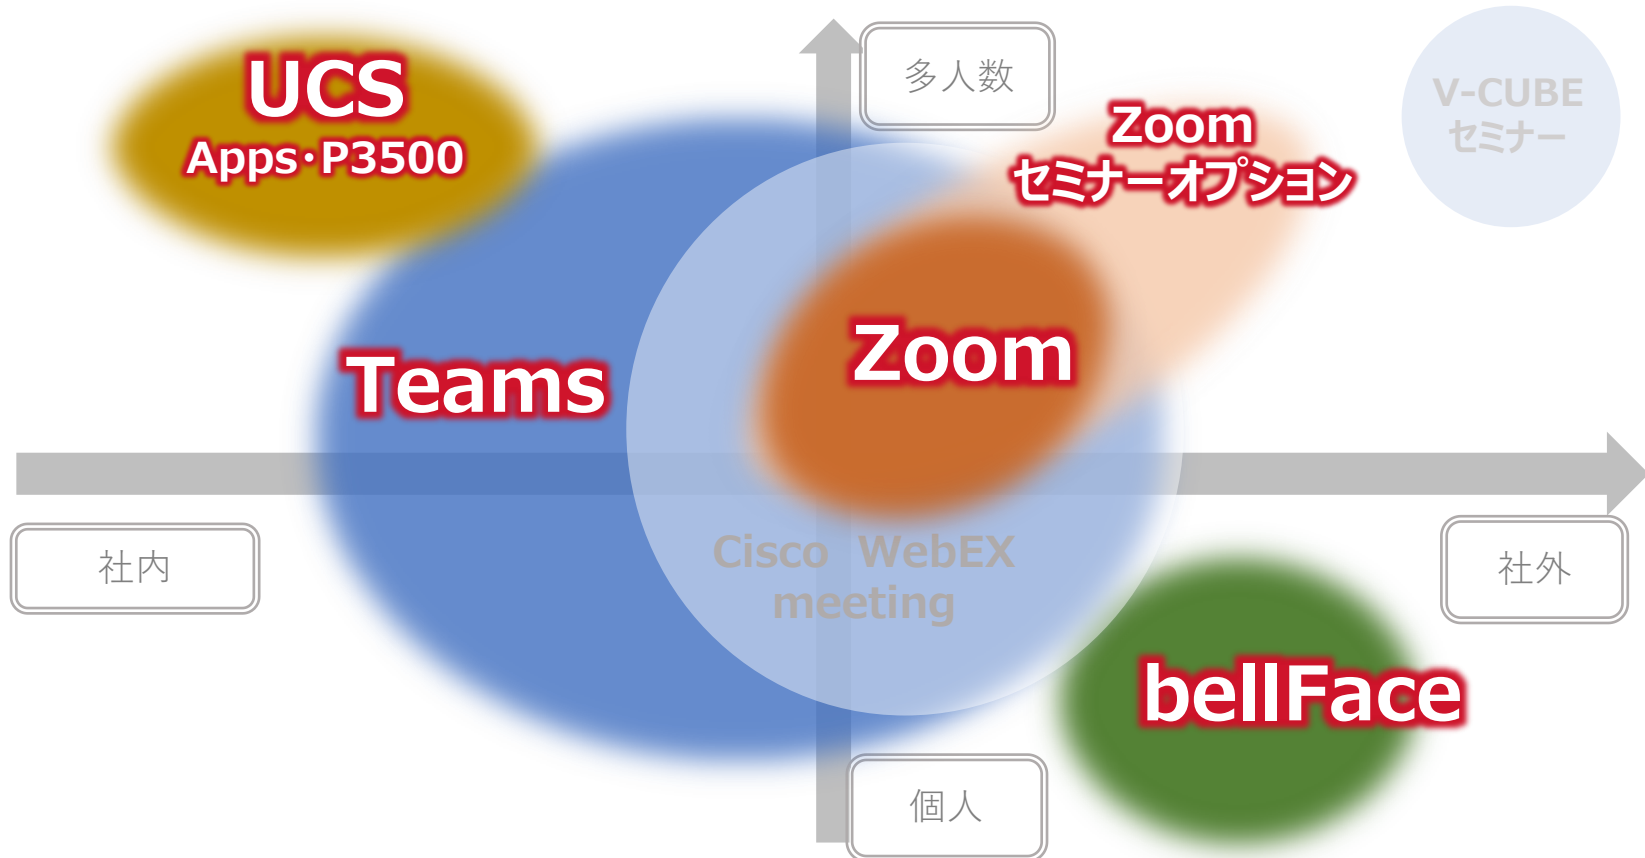 UCS
Apps・P3500
多人数
V-CUBE
セミナー
Zoom
セミナーオプション
Zoom
Teams
社内
Cisco WebEX
meeting
社外
bellFace
個人